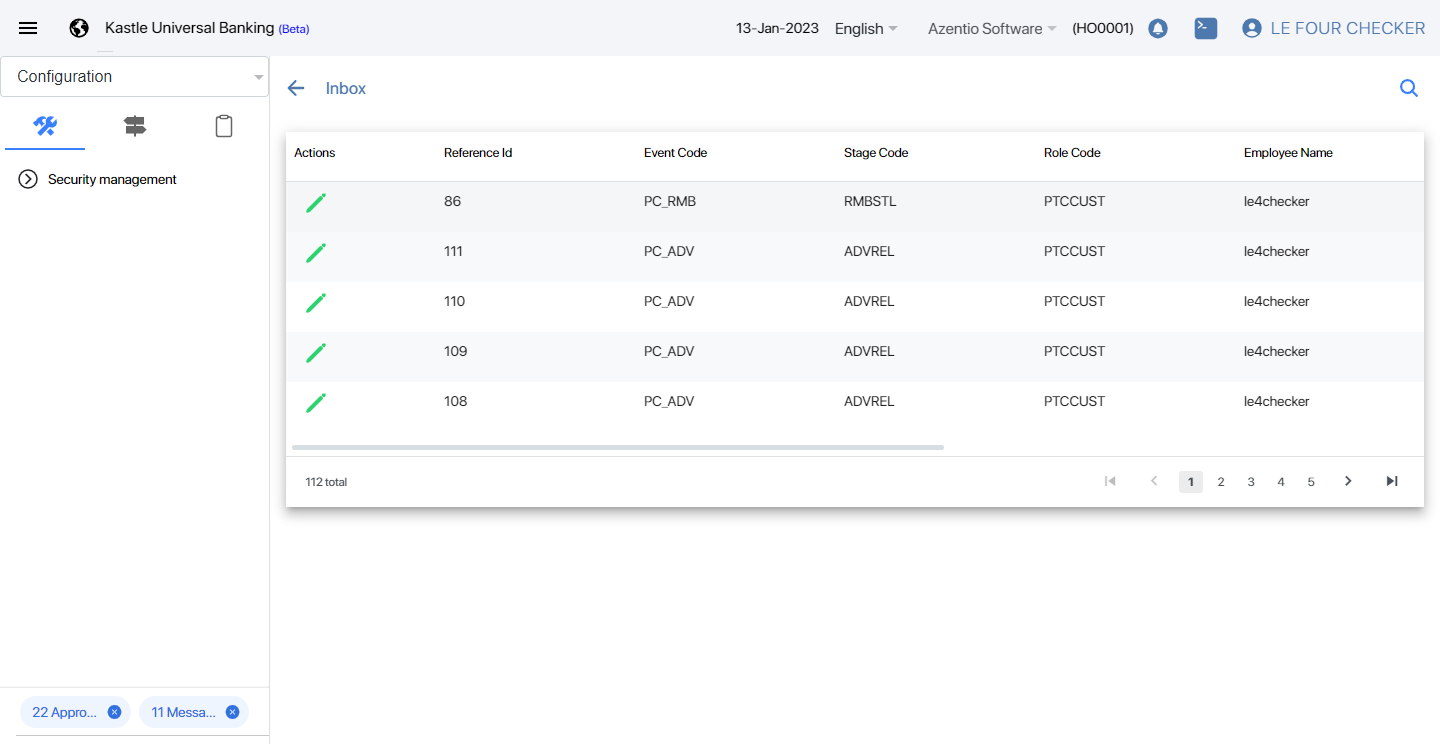 Kastle Universal Banking (Beta) 13-Jan-2023 English Azentio Software (HO0001) LE FOUR CHECKER
Configuration
Inbox
Security management
Actions Reference Id Event Code Stage Code Role Code Employee Name
86 PC_RMB RMBSTL PTCCUST le4checker
111 PC_ADV ADVREL PTCCUST le4checker
110 PC_ADV ADVREL PTCCUST le4checker
109 PC_ADV ADVREL PTCCUST le4checker
108 PC_ADV ADVREL PTCCUST le4checker
112 total 1 2 3 4 5
22 Appro... 11 Messa...